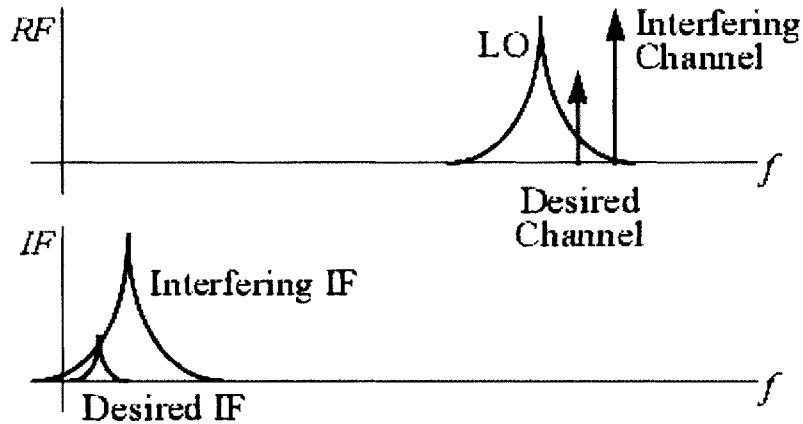 RF
LO
Interfering
Channel
f
Desired
Channel
IF
Interfering IF
f
Desired IF